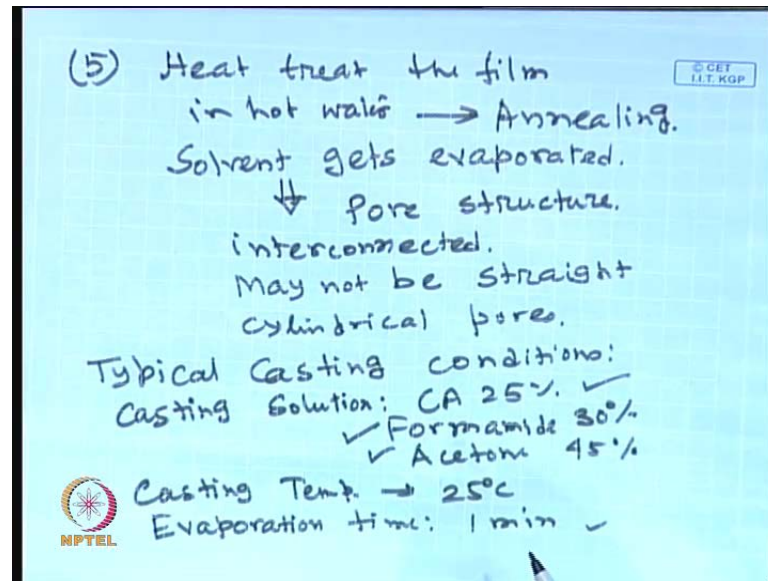 (5) Heat treat the film
© CET
I.I.T. KGP
in hot water → Annealing.
Solvent gets evaporated.
⇓ Pore structure.
interconnected.
May not be straight
cylindrical pores.
Typical Casting conditions:
Casting Solution: CA 25% ✓
✓ Formamide 30%
✓ Acetone 45%
Casting Temp. → 25°C
Evaporation time: 1 min ✓
NPTEL